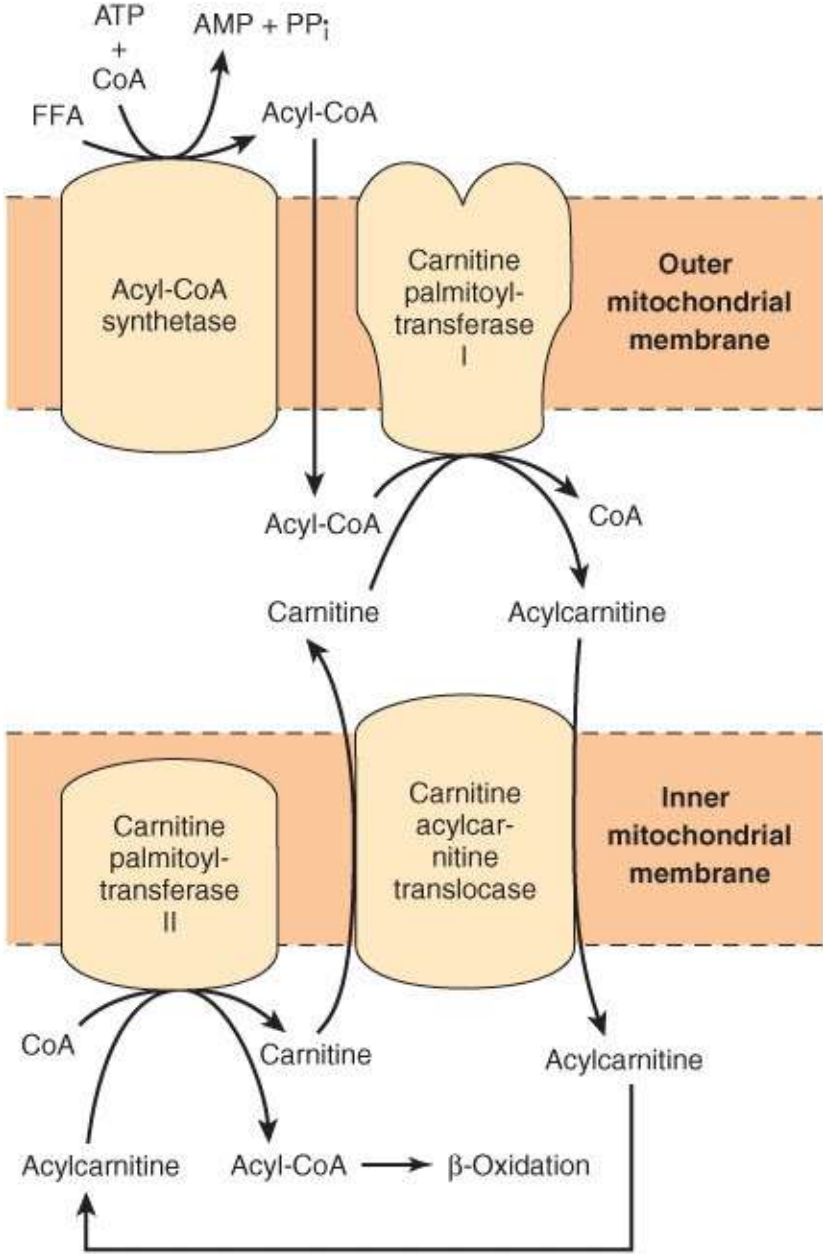 ATP
+
CoA
AMP + PPi
FFA
Acyl-CoA
Acyl-CoA
synthetase
Carnitine
palmitoyl-
transferase
I
Outer
mitochondrial
membrane
Acyl-CoA
CoA
Carnitine
Acylcarnitine
Carnitine
palmitoyl-
transferase
II
Carnitine
acylcar-
nitine
translocase
Inner
mitochondrial
membrane
CoA
Carnitine
Acylcarnitine
Acylcarnitine
Acyl-CoA
β-Oxidation